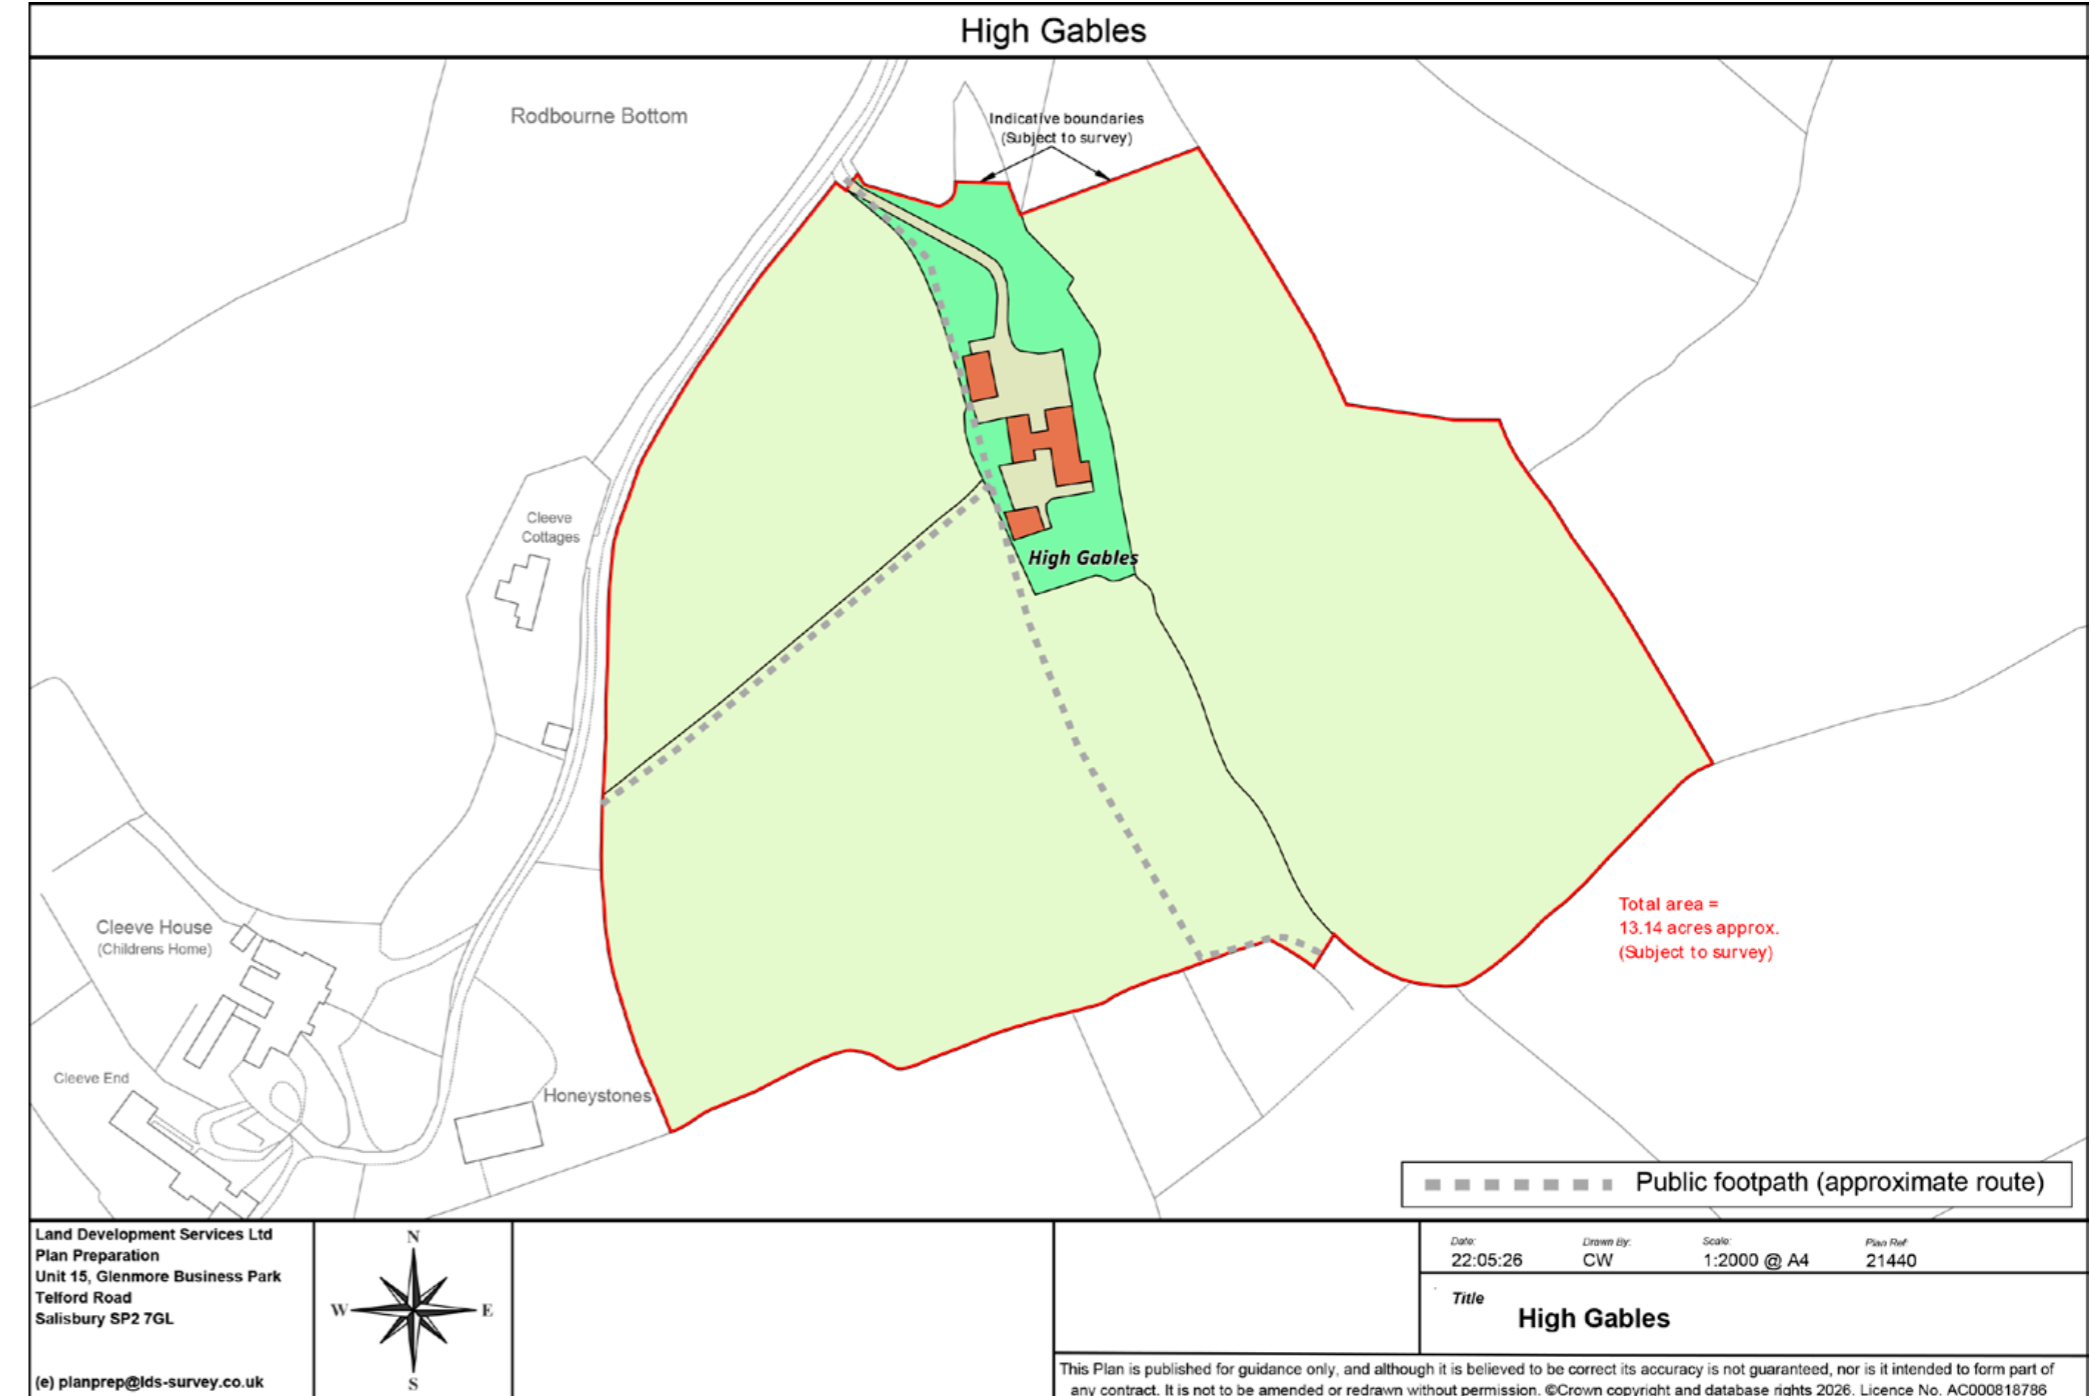 High Gables
Rodbourne Bottom
Indicative boundaries
(Subject to survey)
Cleeve
Cottages
High Gables
Total area =
13.14 acres approx.
(Subject to survey)
Cleeve House
(Childrens Home)
Cleeve End
Honeystones
Public footpath (approximate route)
Land Development Services Ltd
Plan Preparation
Unit 15, Glenmore Business Park
Telford Road
Salisbury SP2 7GL
(e) planprep@lds-survey.co.uk
N
W E
S
Date: Drawn By: Scale: Plan Ref:
22:05:26 CW 1:2000 @ A4 21440
Title
High Gables
This Plan is published for guidance only, and although it is believed to be correct its accuracy is not guaranteed, nor is it intended to form part of
any contract. It is not to be amended or redrawn without permission. ©Crown copyright and database rights 2026. Licence No. AC000818786